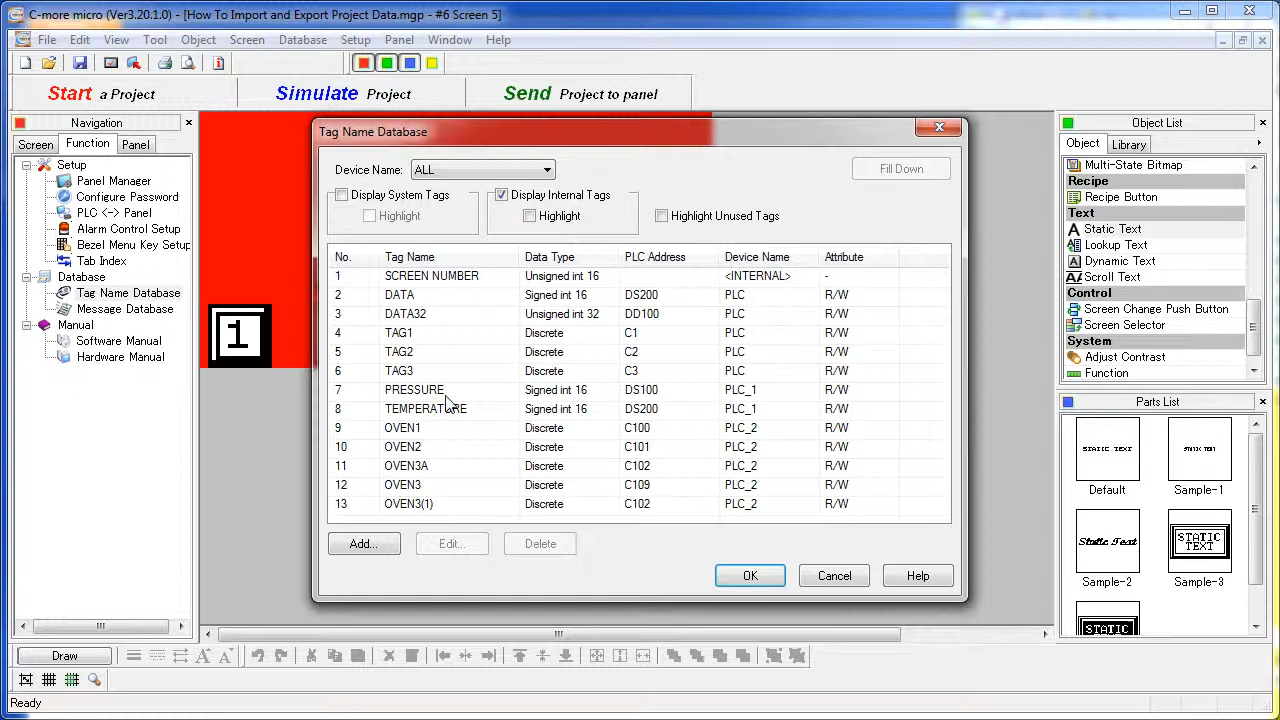 C-more micro (Ver3.20.1.0) - [How To Import and Export Project Data.mgp - #6 Screen 5]
File Edit View Tool Object Screen Database Setup Panel Window Help
Start a Project Simulate Project Send Project to panel
Navigation
Screen Function Panel
Setup
Panel Manager
Configure Password
PLC <-> Panel
Alarm Control Setup
Bezel Menu Key Setup
Tab Index
Database
Tag Name Database
Message Database
Manual
Software Manual
Hardware Manual
1
Tag Name Database
Device Name: ALL Fill Down
Display System Tags Display Internal Tags
Highlight Highlight Highlight Unused Tags
No. Tag Name Data Type PLC Address Device Name Attribute
1 SCREEN NUMBER Unsigned int 16 <INTERNAL> -
2 DATA Signed int 16 DS200 PLC R/W
3 DATA32 Unsigned int 32 DD100 PLC R/W
4 TAG1 Discrete C1 PLC R/W
5 TAG2 Discrete C2 PLC R/W
6 TAG3 Discrete C3 PLC R/W
7 PRESSURE Signed int 16 DS100 PLC_1 R/W
8 TEMPERATURE Signed int 16 DS200 PLC_1 R/W
9 OVEN1 Discrete C100 PLC_2 R/W
10 OVEN2 Discrete C101 PLC_2 R/W
11 OVEN3A Discrete C102 PLC_2 R/W
12 OVEN3 Discrete C109 PLC_2 R/W
13 OVEN3(1) Discrete C102 PLC_2 R/W
Add... Edit... Delete
OK Cancel Help
Object List
Object Library
Multi-State Bitmap
Recipe
Recipe Button
Text
Static Text
Lookup Text
Dynamic Text
Scroll Text
Control
Screen Change Push Button
Screen Selector
System
Adjust Contrast
Function
Parts List
STATIC TEXT
Default Sample-1
Static Text STATIC TEXT
Sample-2 Sample-3
STATIC
Draw
Ready